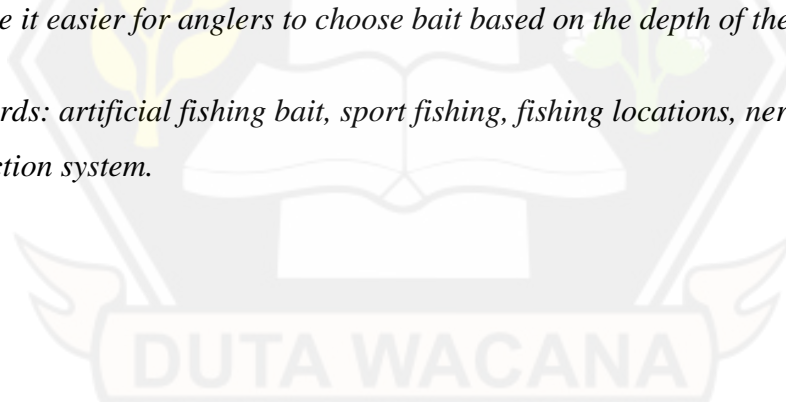 e it easier for anglers to choose bait based on the depth of the
rds: artificial fishing bait, sport fishing, fishing locations, ner
ction system.
DUTA WACANA